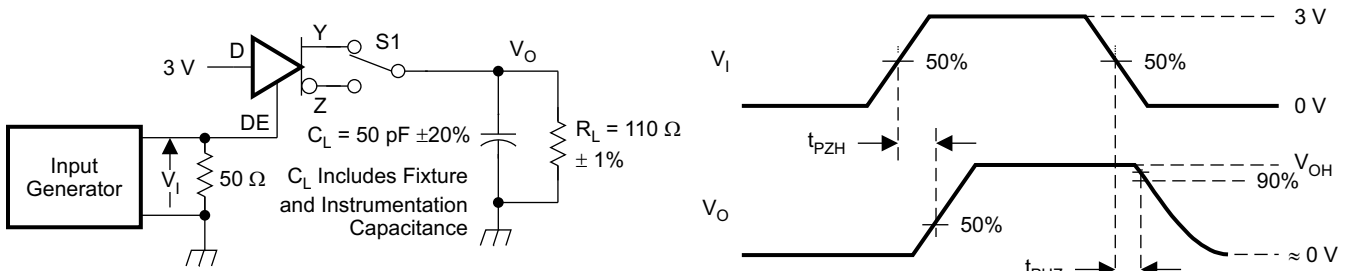 Y
S1
D
3 V
V_O
Z
DE
C_L = 50 pF ±20%
R_L = 110 Ω
± 1%
Input
Generator
V_I
50 Ω
C_L Includes Fixture
and Instrumentation
Capacitance
3 V
V_I
50%
50%
0 V
t_PZH
V_OH
90%
V_O
50%
≈ 0 V
t_PHZ